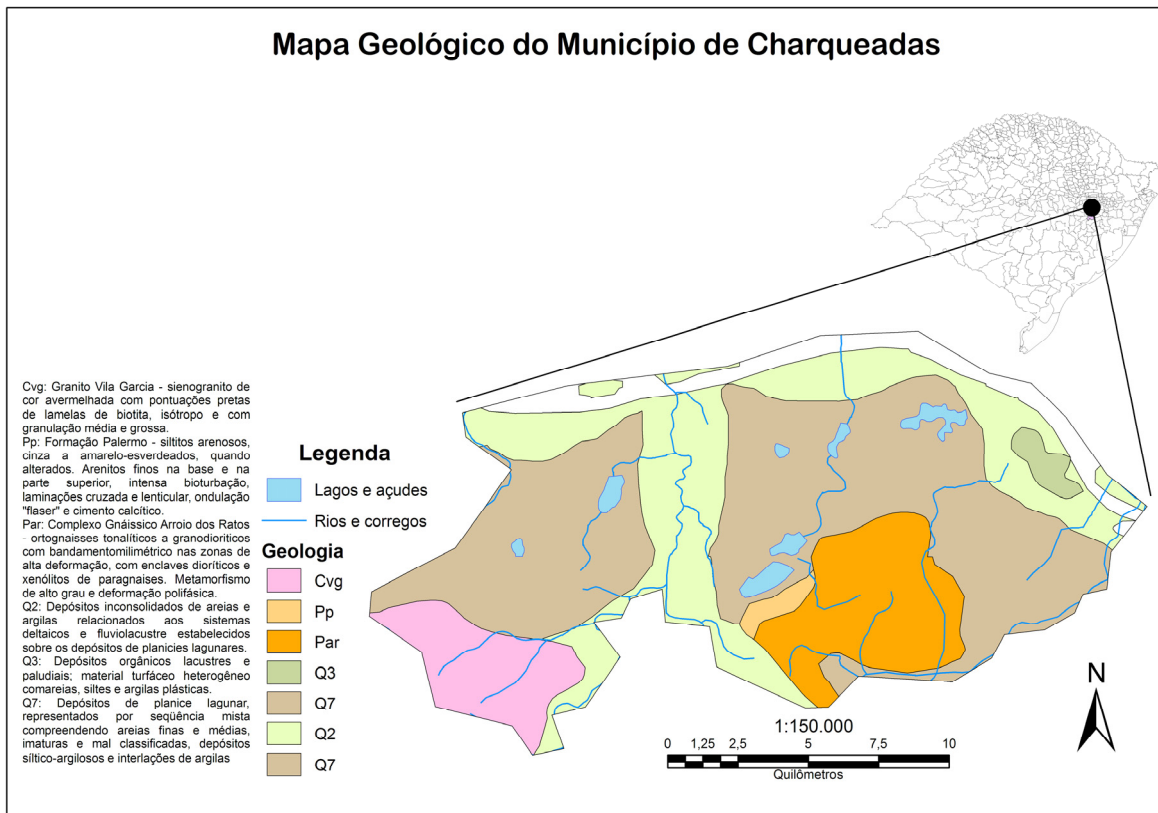 Mapa Geológico do Município de Charqueadas
Cvg: Granito Vila Garcia - sienogranito de
cor avermelhada com pontuações pretas
de lamelas de biotita, isótropo e com
granulação média e grossa.
Pp: Formação Palermo - siltitos arenosos,
cinza a amarelo-esverdeados, quando
alterados. Arenitos finos na base e na
parte superior, intensa bioturbação,
laminações cruzada e lenticular, ondulação
"flaser" e cimento calcítico.
Par: Complexo Gnáissico Arroio dos Ratos
- ortognaisses tonalíticos a granodioríticos
com bandamentomilimétrico nas zonas de
alta deformação, com enclaves dioríticos e
xenólitos de paragnaises. Metamorfismo
de alto grau e deformação polifásica.
Q2: Depósitos inconsolidados de areias e
argilas relacionados aos sistemas
deltaicos e fluviolacustre estabelecidos
sobre os depósitos de planicies lagunares.
Q3: Depósitos orgânicos lacustres e
paludiais; material turfáceo heterogêneo
comareias, siltes e argilas plásticas.
Q7: Depósitos de planice lagunar,
representados por seqüência mista
compreendendo areias finas e médias,
imaturas e mal classificadas, depósitos
síltico-argilosos e interlações de argilas
Legenda
Lagos e açudes
Rios e corregos
Geologia
Cvg
Pp
Par
Q3
Q7
Q2
Q7
1:150.000
0 1,25 2,5 5 7,5 10
Quilômetros
N